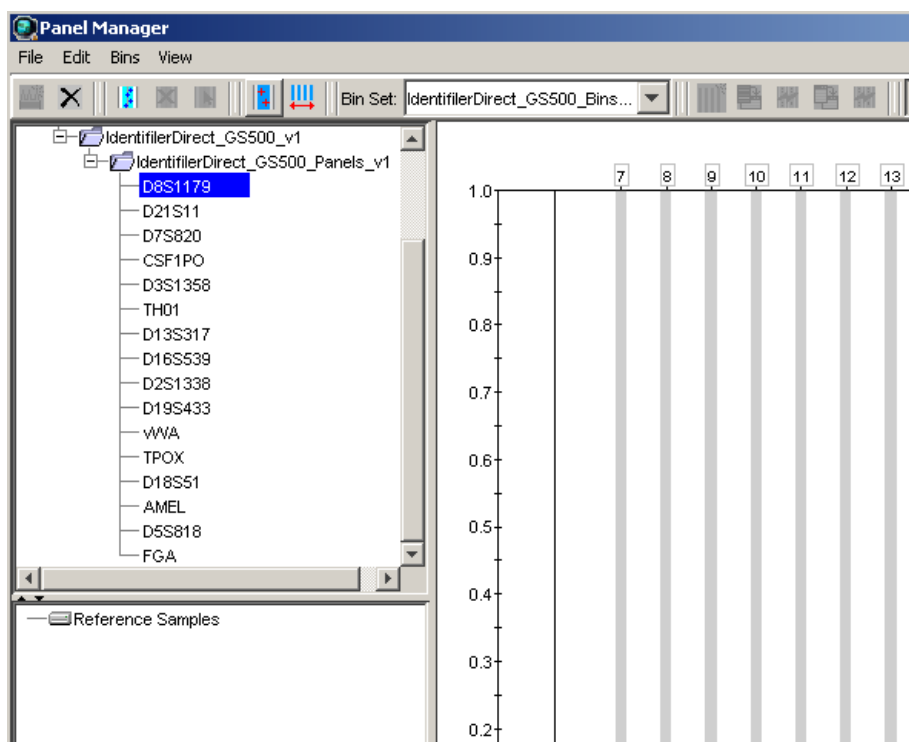 Panel Manager
File Edit Bins View
Bin Set: IdentifilerDirect_GS500_Bins...
IdentifilerDirect_GS500_v1
IdentifilerDirect_GS500_Panels_v1
D8S1179
D21S11
D7S820
CSF1PO
D3S1358
TH01
D13S317
D16S539
D2S1338
D19S433
vWA
TPOX
D18S51
AMEL
D5S818
FGA
Reference Samples
7 8 9 10 11 12 13
1.0
0.9
0.8
0.7
0.6
0.5
0.4
0.3
0.2